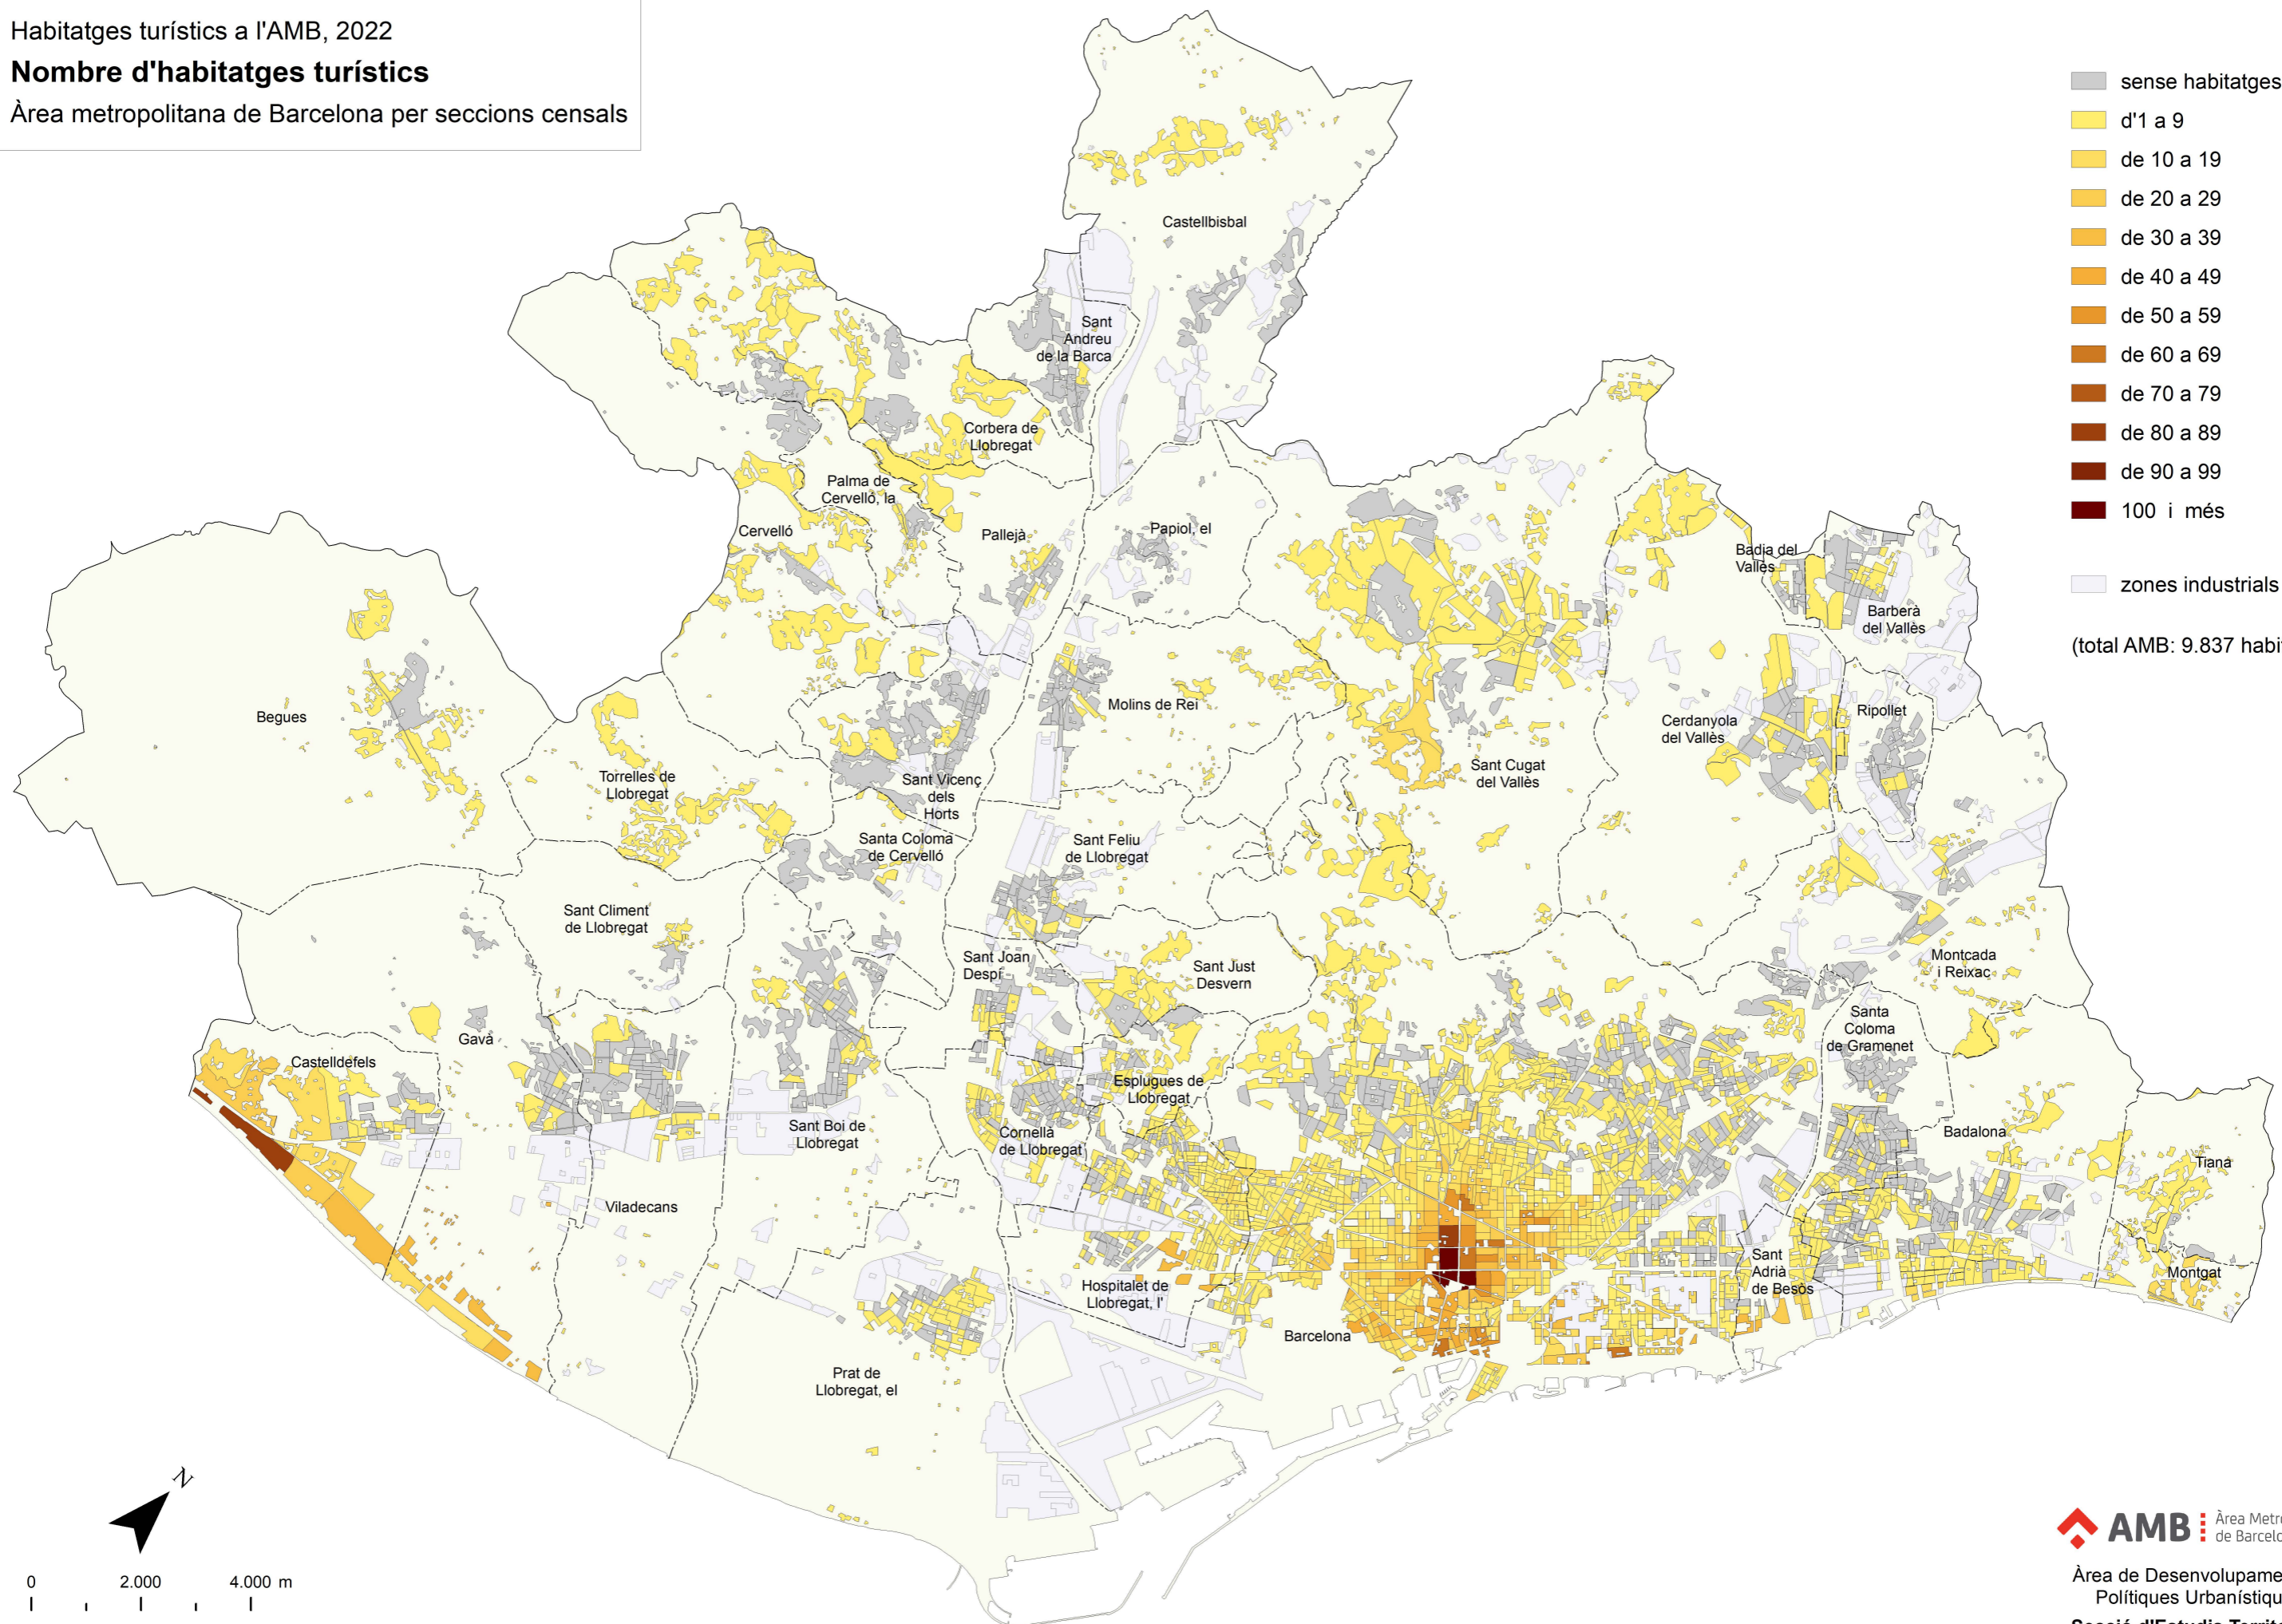 Habitatges turístics a l'AMB, 2022
Nombre d'habitatges turístics
Àrea metropolitana de Barcelona per seccions censals
sense habitatges
d'1 a 9
de 10 a 19
de 20 a 29
de 30 a 39
de 40 a 49
de 50 a 59
de 60 a 69
de 70 a 79
de 80 a 89
de 90 a 99
100 i més
zones industrials
(total AMB: 9.837
Castellbisbal
Sant
Andreu
de la Barca
Corbera de
Llobregat
Palma de
Cervelló, la
Cervelló
Pallejà
Papiol, el
Badia del
Vallès
Barberà
del Vallès
Begues
Molins de Rei
Ripollet
Cerdanyola
del Vallès
Torrelles de
Llobregat
Sant Vicenç
dels
Horts
Sant Cugat
del Vallès
Santa Coloma
de Cervelló
Sant Feliu
de Llobregat
Sant Climent
de Llobregat
Sant Joan
Despí
Sant Just
Desvern
Montcada
i Reixac
Santa
Coloma
de Gramenet
Gavà
Castelldefels
Esplugues de
Llobregat
Sant Boi de
Llobregat
Cornellà
de Llobregat
Badalona
Tiana
Viladecans
Sant
Adrià
de Besòs
Montgat
Hospitalet de
Llobregat, l'
Barcelona
Prat de
Llobregat, el
N
0 2.000 4.000 m
AMB
Àrea
de
Àrea de
Polítiques
Secció d'Estudis